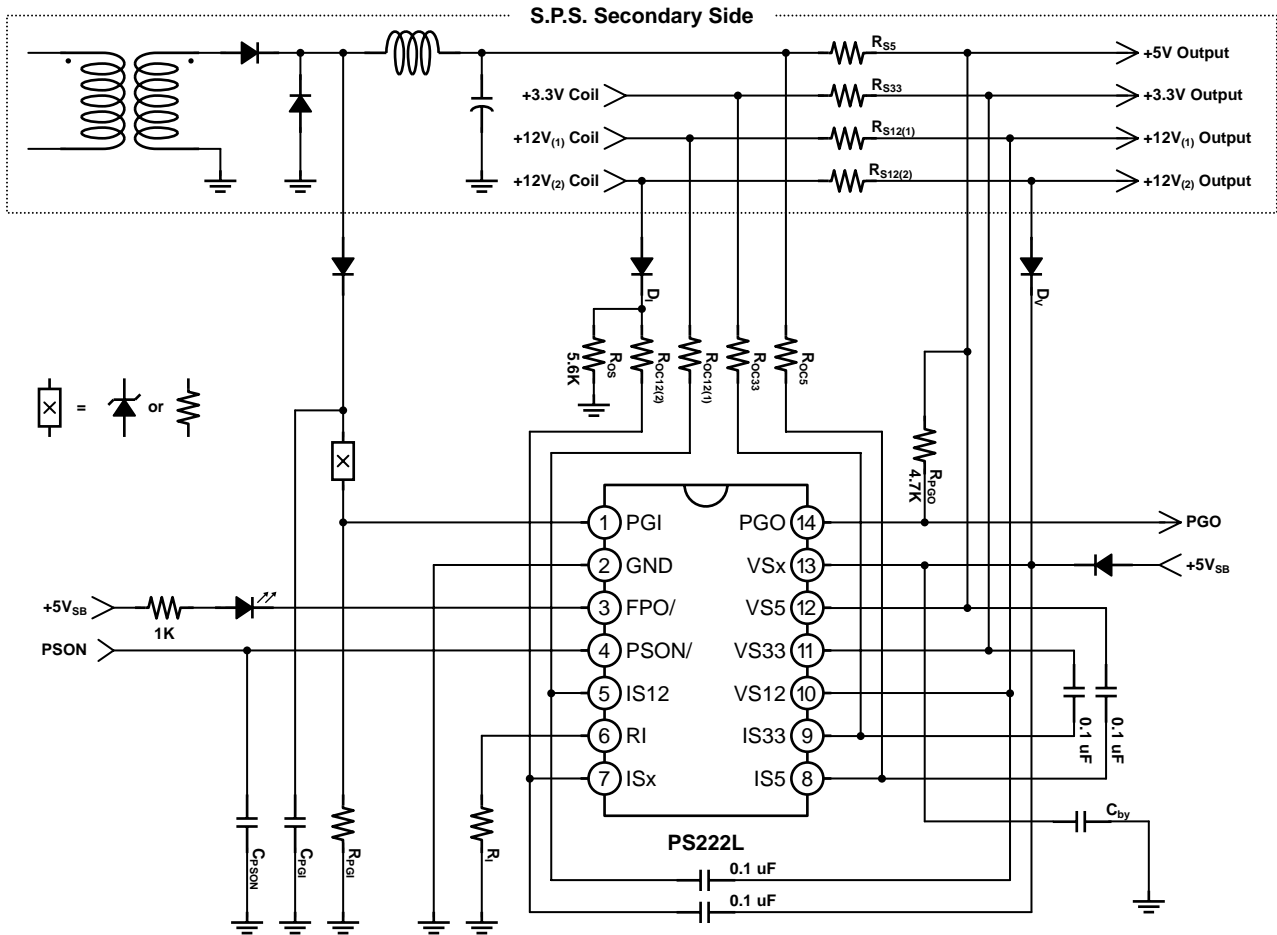 S.P.S. Secondary Side
RS5
+5V Output
+3.3V Coil
RS33
+3.3V Output
+12V(1) Coil
RS12(1)
+12V(1) Output
+12V(2) Coil
RS12(2)
+12V(2) Output
DI
DV
ROS
5.6K
ROC12(2)
ROC12(1)
ROC33
ROC5
= or
RPGO
4.7K
1 PGI
PGO 14
PGO
2 GND
VSx 13
+5VSB
+5VSB
1K
3 FPO/
VS5 12
PSON
4 PSON/
VS33 11
5 IS12
VS12 10
6 RI
IS33 9
7 ISx
IS5 8
0.1 uF
0.1 uF
PS222L
Cby
CPSON
CPGI
RPGI
RI
0.1 uF
0.1 uF